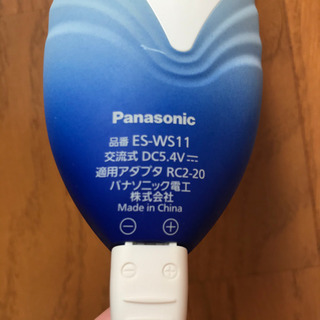 Panasonic
品番 ES-WS11
交流式 DC5.4V⎓
適用アダプタ RC2-20
パナソニック電工
株式会社
Made in China
⊖ ⊕
⊖ ⊕